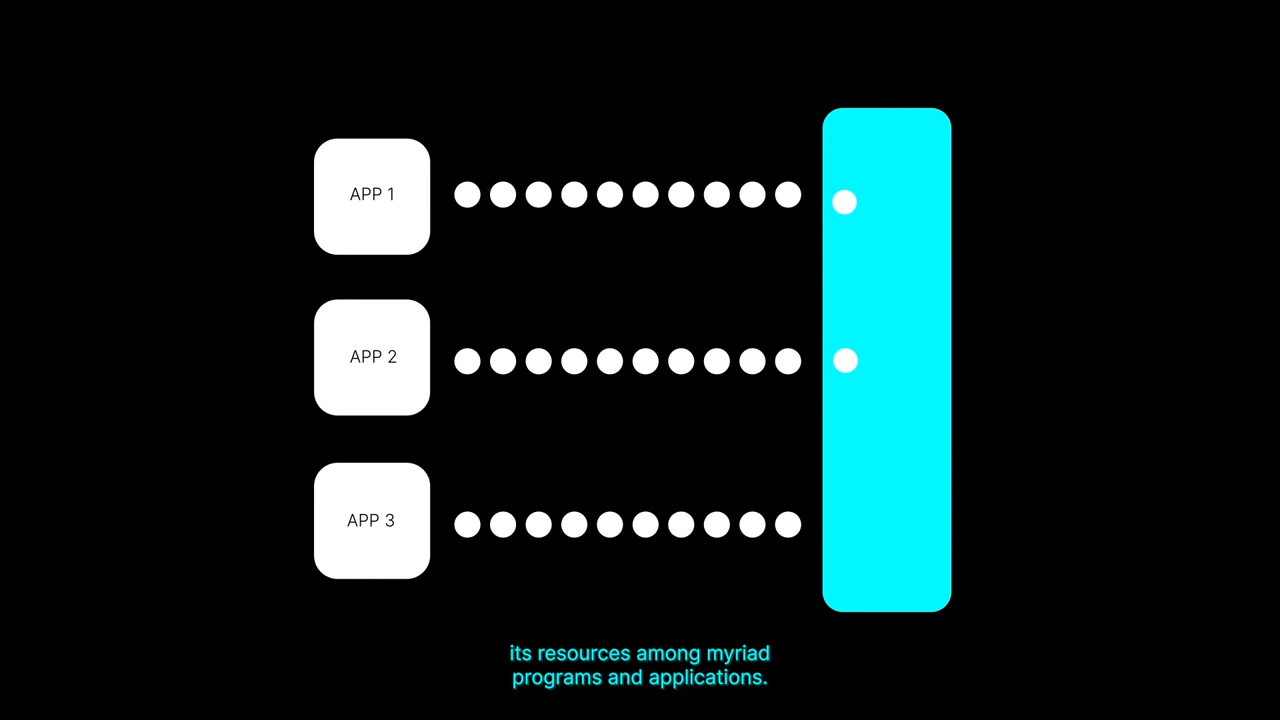 APP 1
APP 2
APP 3
its resources among myriad
programs and applications.